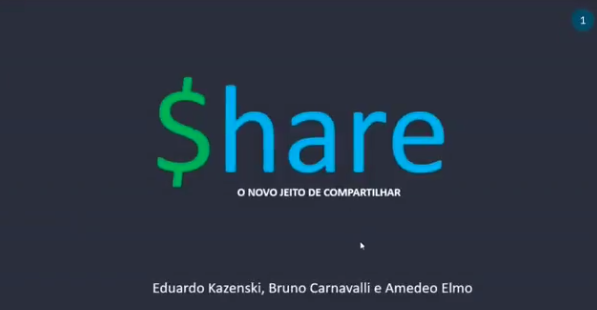 1
$hare
O NOVO JEITO DE COMPARTILHAR
Eduardo Kazenski, Bruno Carnavalli e Amedeo Elmo